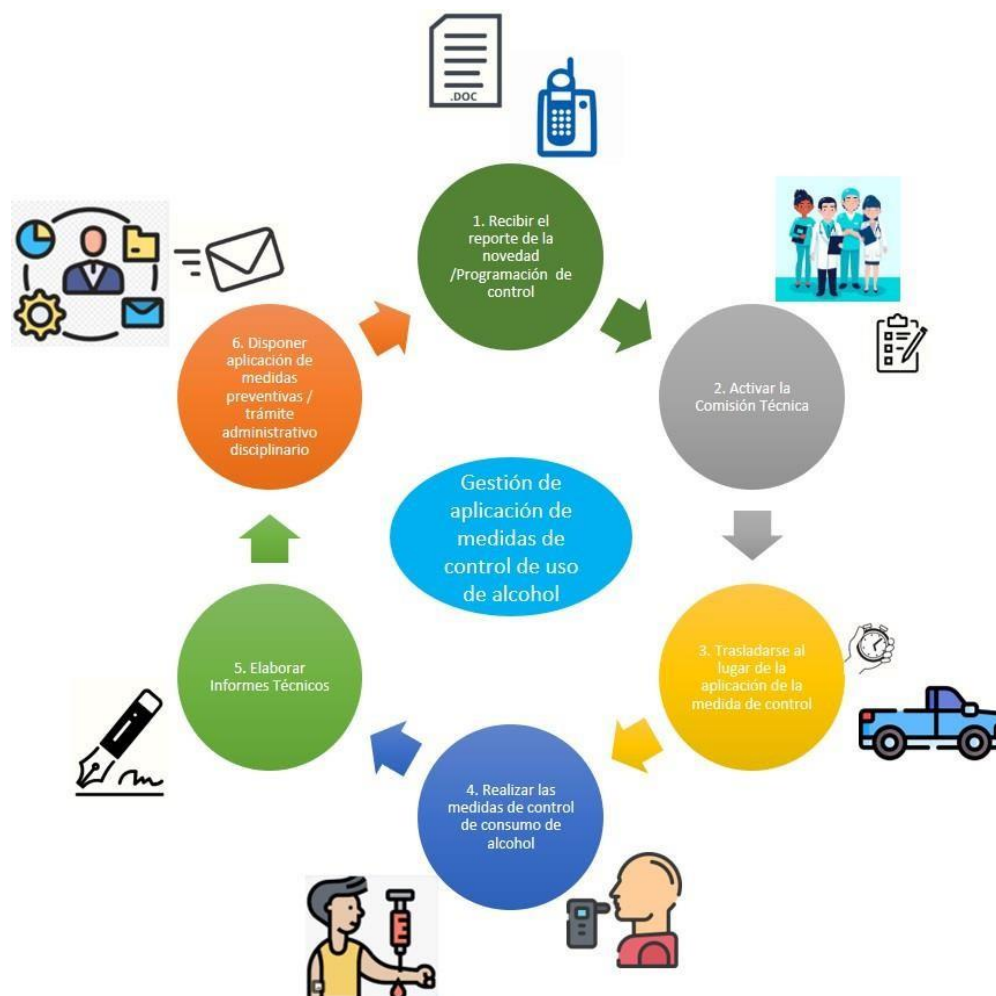 .DOC
1. Recibir el
reporte de la
novedad
/Programación de
control
2. Activar la
Comisión Técnica
3. Trasladarse al
lugar de la
aplicación de la
medida de control
4. Realizar las
medidas de control
de consumo de
alcohol
5. Elaborar
Informes Técnicos
6. Disponer
aplicación de
medidas
preventivas /
trámite
administrativo
disciplinario
Gestión de
aplicación de
medidas de
control de uso
de alcohol